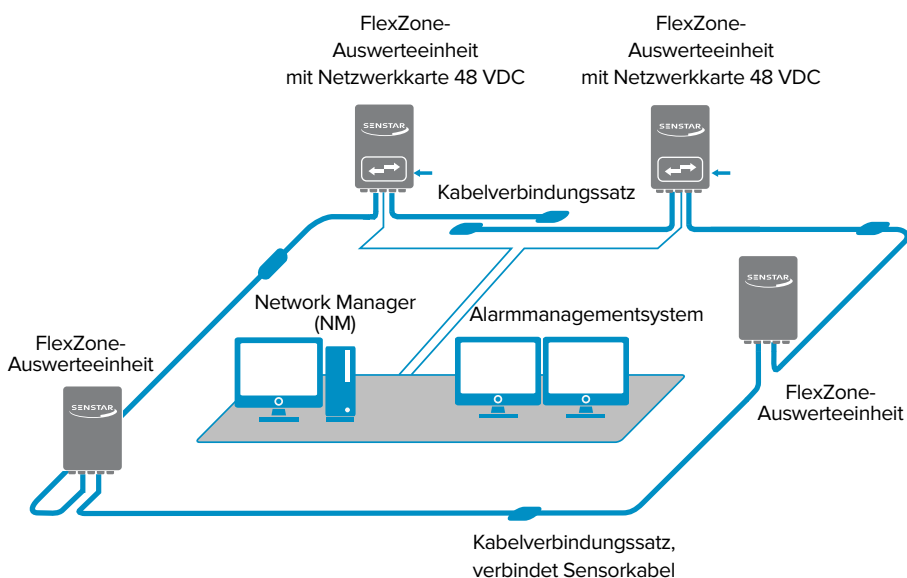 FlexZone-
Auswerteeinheit
mit Netzwerkkarte 48 VDC
FlexZone-
Auswerteeinheit
mit Netzwerkkarte 48 VDC
SENSTAR
SENSTAR
Kabelverbindungssatz
SENSTAR
Network Manager
(NM)
Alarmmanagementsystem
FlexZone-
Auswerteeinheit
SENSTAR
FlexZone-
Auswerteeinheit
Kabelverbindungssatz,
verbindet Sensorkabel